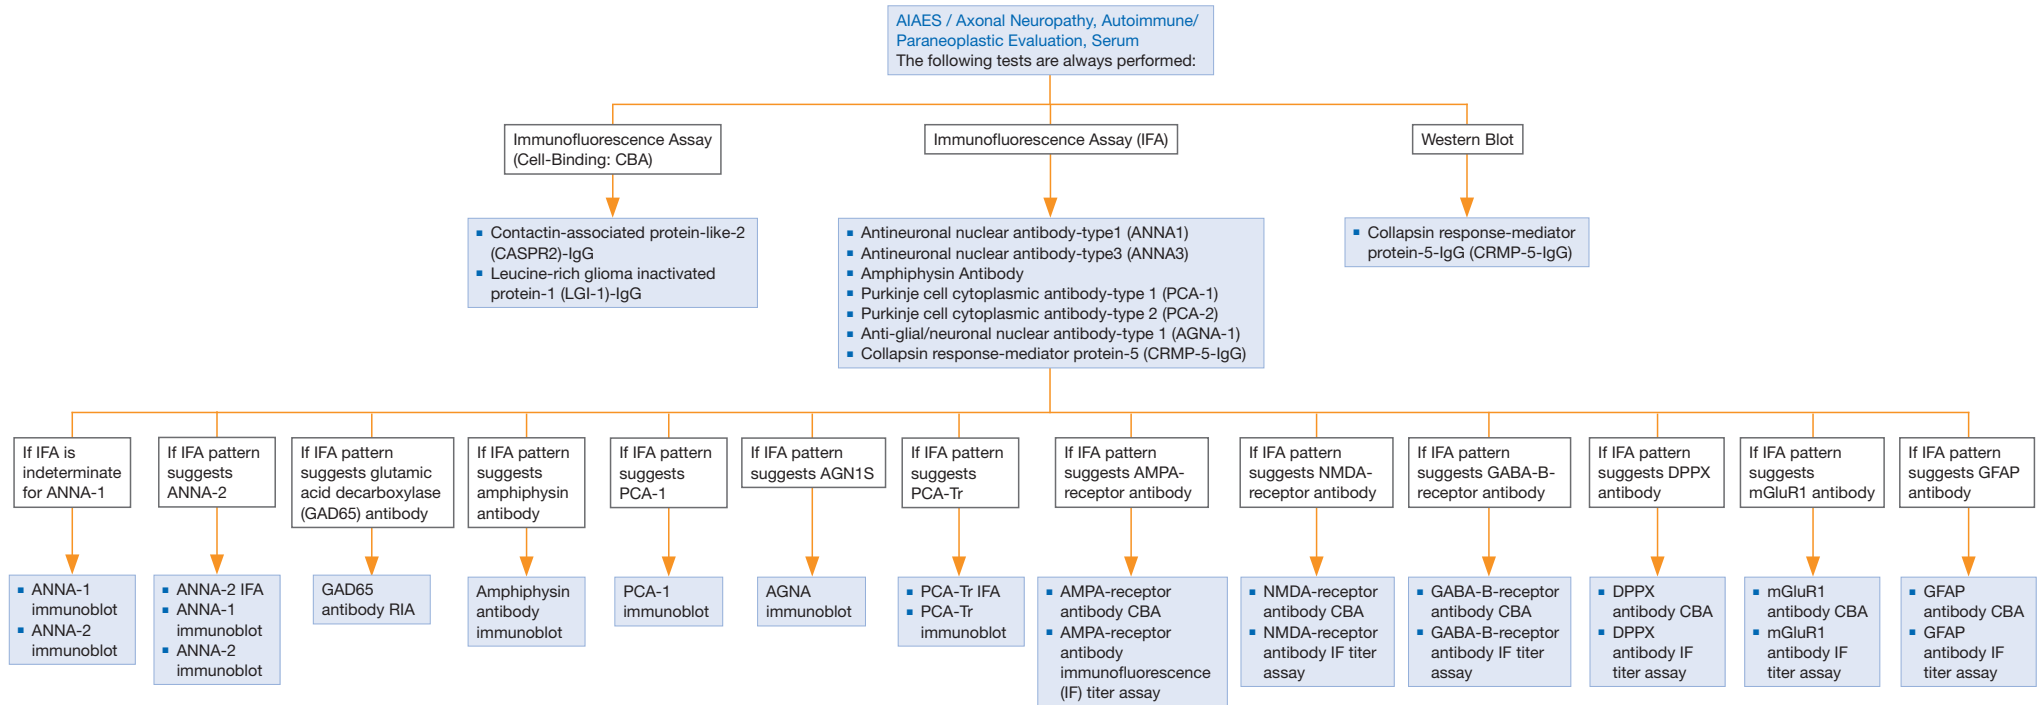 AIAES / Axonal Neuropathy, Autoimmune/
Paraneoplastic Evaluation, Serum
The following tests are always performed:
Immunofluorescence Assay
(Cell-Binding: CBA)
Immunofluorescence Assay (IFA)
Western Blot
▪ Contactin-associated protein-like-2
(CASPR2)-IgG
▪ Leucine-rich glioma inactivated
protein-1 (LGI-1)-IgG
▪ Antineuronal nuclear antibody-type1 (ANNA1)
▪ Antineuronal nuclear antibody-type3 (ANNA3)
▪ Amphiphysin Antibody
▪ Purkinje cell cytoplasmic antibody-type 1 (PCA-1)
▪ Purkinje cell cytoplasmic antibody-type 2 (PCA-2)
▪ Anti-glial/neuronal nuclear antibody-type 1 (AGNA-1)
▪ Collapsin response-mediator protein-5 (CRMP-5-IgG)
▪ Collapsin response-mediator
protein-5-IgG (CRMP-5-IgG)
If IFA is
indeterminate
for ANNA-1
If IFA pattern
suggests
ANNA-2
If IFA pattern
suggests glutamic
acid decarboxylase
(GAD65) antibody
If IFA pattern
suggests
amphiphysin
antibody
If IFA pattern
suggests
PCA-1
If IFA pattern
suggests AGN1S
If IFA pattern
suggests
PCA-Tr
If IFA pattern
suggests AMPA-
receptor antibody
If IFA pattern
suggests NMDA-
receptor antibody
If IFA pattern
suggests GABA-B-
receptor antibody
If IFA pattern
suggests DPPX
antibody
If IFA pattern
suggests
mGluR1 antibody
If IFA pattern
suggests GFAP
antibody
▪ ANNA-1
immunoblot
▪ ANNA-2
immunoblot
▪ ANNA-2 IFA
▪ ANNA-1
immunoblot
▪ ANNA-2
immunoblot
GAD65
antibody RIA
Amphiphysin
antibody
immunoblot
PCA-1
immunoblot
AGNA
immunoblot
▪ PCA-Tr IFA
▪ PCA-Tr
immunoblot
▪ AMPA-receptor
antibody CBA
▪ AMPA-receptor
antibody
immunofluorescence
(IF) titer assay
▪ NMDA-receptor
antibody CBA
▪ NMDA-receptor
antibody IF titer
assay
▪ GABA-B-receptor
antibody CBA
▪ GABA-B-receptor
antibody IF titer
assay
▪ DPPX
antibody CBA
▪ DPPX
antibody IF
titer assay
▪ mGluR1
antibody CBA
▪ mGluR1
antibody IF
titer assay
▪ GFAP
antibody CBA
▪ GFAP
antibody IF
titer assay